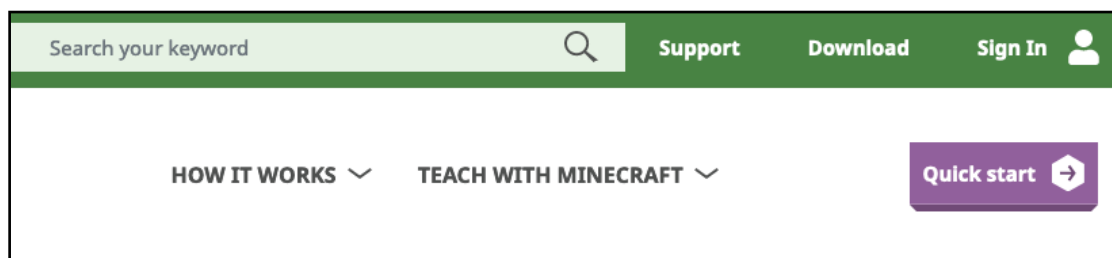 Search your keyword Support Download Sign In
HOW IT WORKS TEACH WITH MINECRAFT Quick start